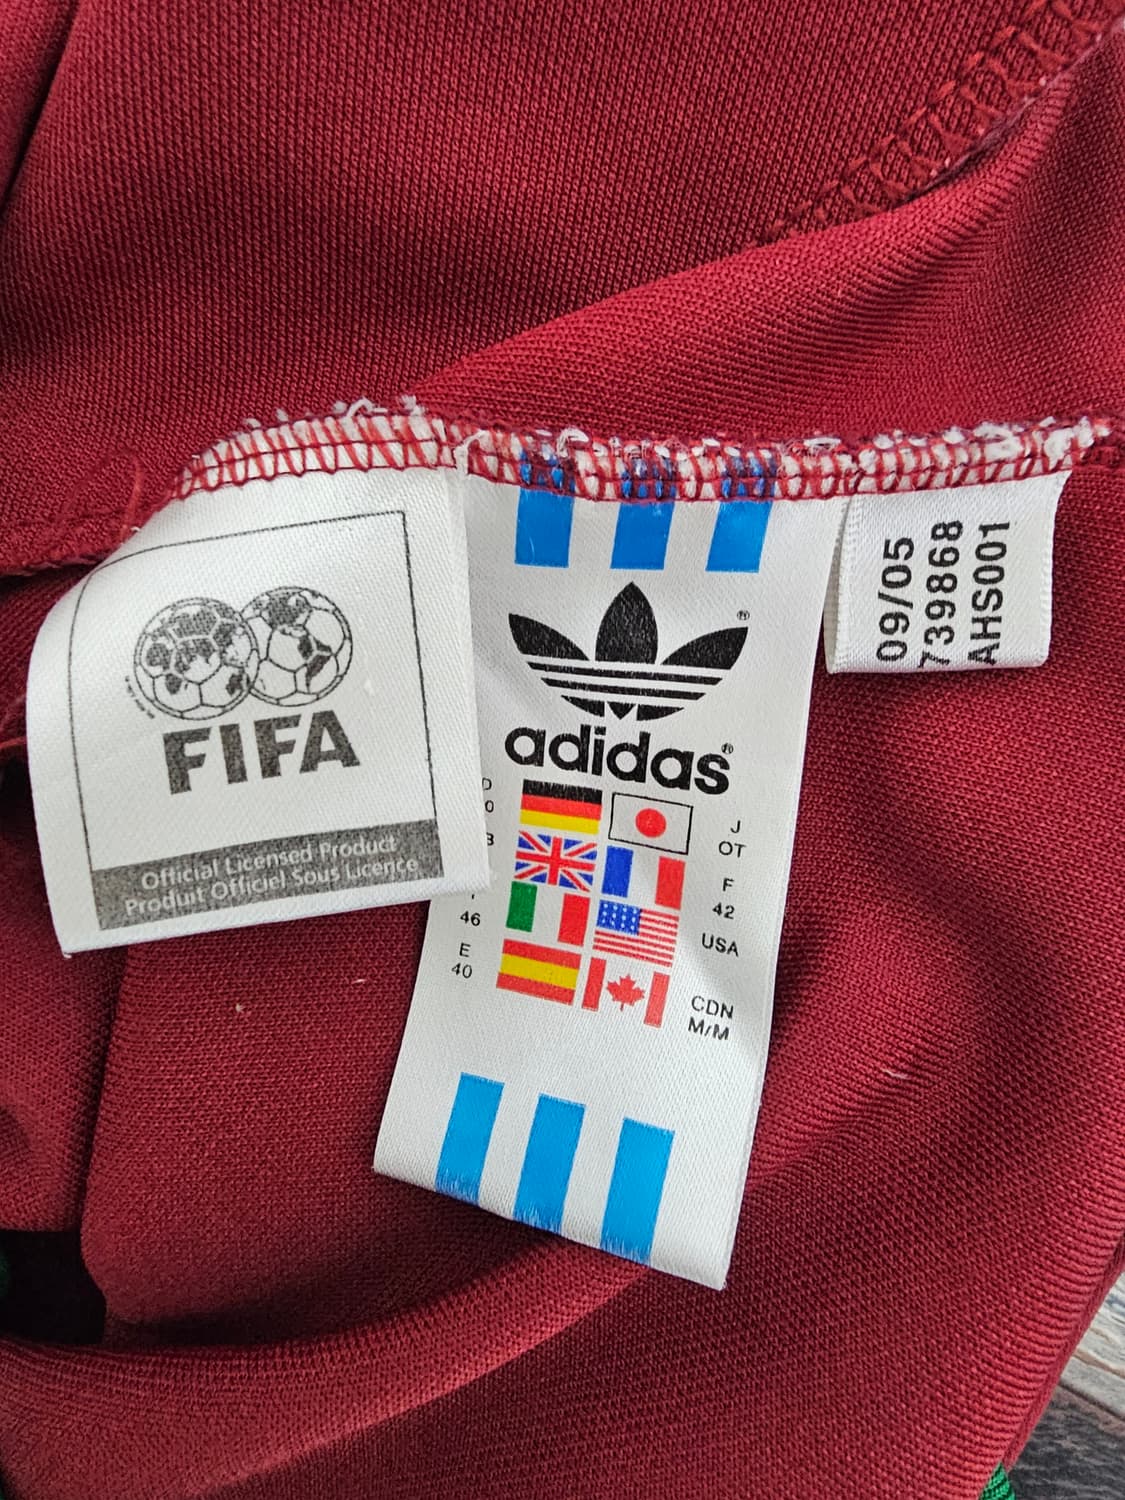 FIFA
Official Licensed Product
Produit Officiel Sous Licence
adidas
D
J
OT
F
42
46
USA
E
40
CDN
M/M
09/05
739868
AHS001